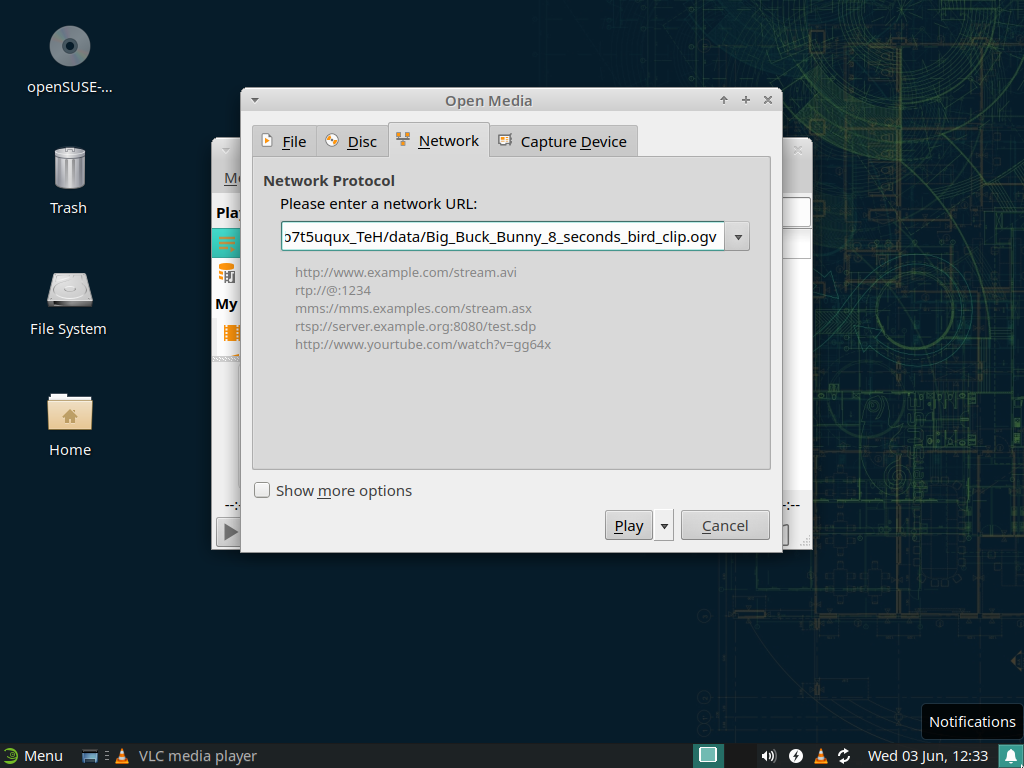 openSUSE-...
Trash
File System
Home
Open Media
File
Disc
Network
Capture Device
Network Protocol
Please enter a network URL:
7t5uqux_TeH/data/Big_Buck_Bunny_8_seconds_bird_clip.ogv
http://www.example.com/stream.avi
rtp://@:1234
mms://mms.examples.com/stream.asx
rtsp://server.example.org:8080/test.sdp
http://www.yourtube.com/watch?v=gg64x
Show more options
Play
Cancel
My
Notifications
Menu
VLC media player
Wed 03 Jun, 12:33